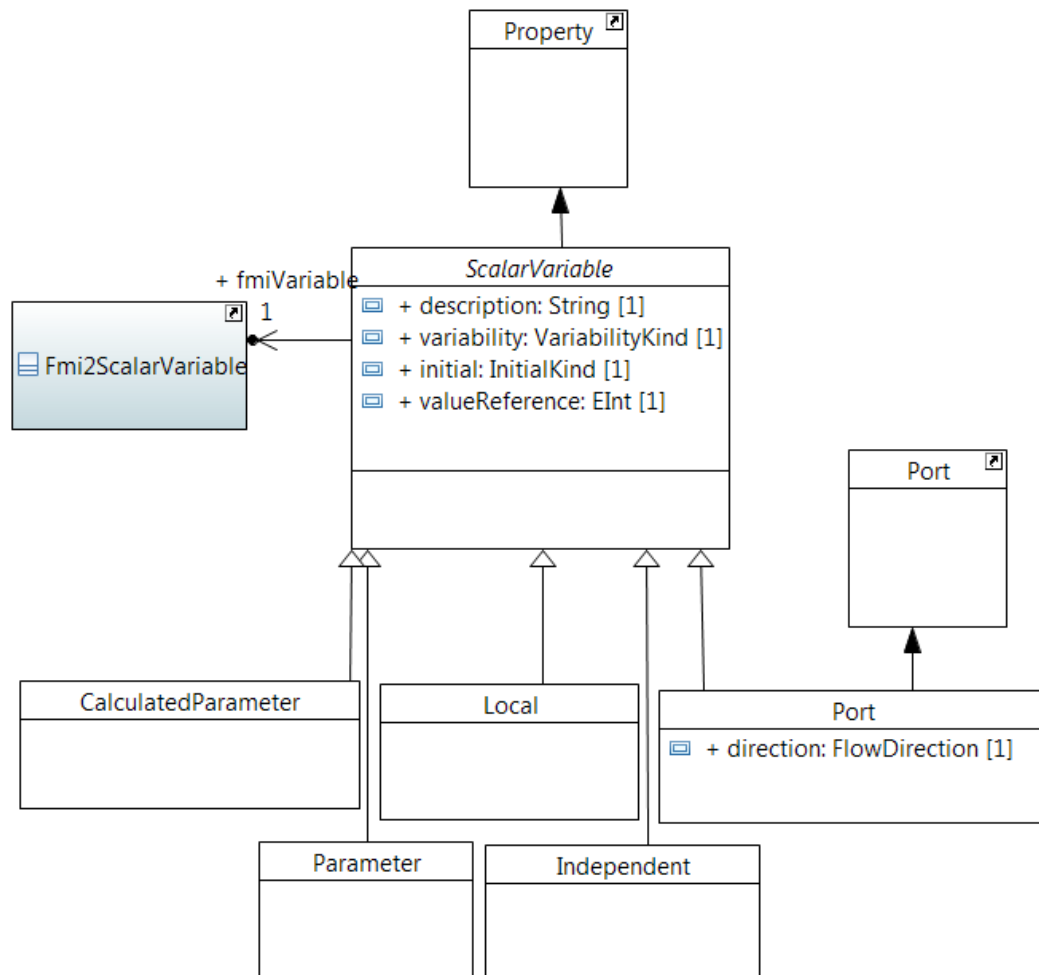 Property
ScalarVariable
+ description: String [1]
+ variability: VariabilityKind [1]
+ initial: InitialKind [1]
+ valueReference: EInt [1]
+ fmiVariable
1
Fmi2ScalarVariable
Port
CalculatedParameter
Local
Port
+ direction: FlowDirection [1]
Parameter
Independent